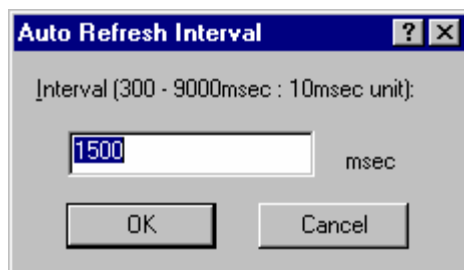 Auto Refresh Interval
Interval (300 - 9000msec : 10msec unit):
1500
msec
OK
Cancel